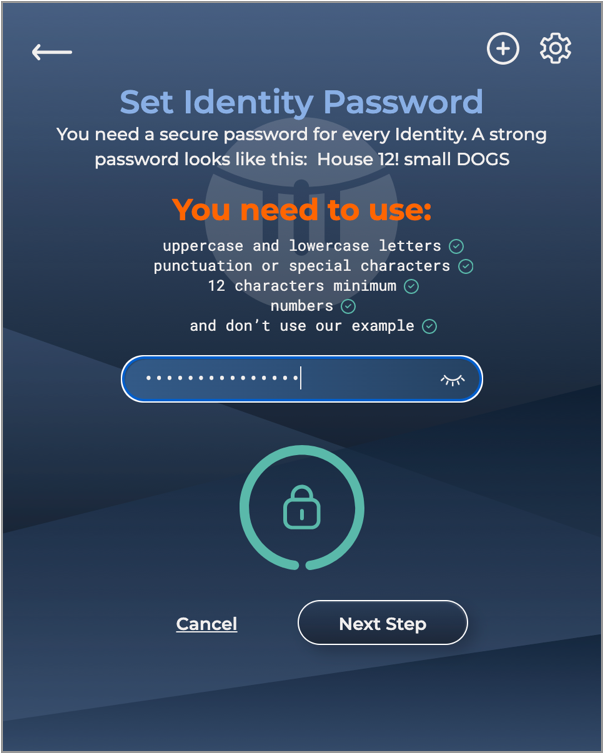 Set Identity Password
You need a secure password for every Identity. A strong
password looks like this: House 12! small DOGS
You need to use:
uppercase and lowercase letters
punctuation or special characters
12 characters minimum
numbers
and don’t use our example
•••••••••••••••
Cancel
Next Step